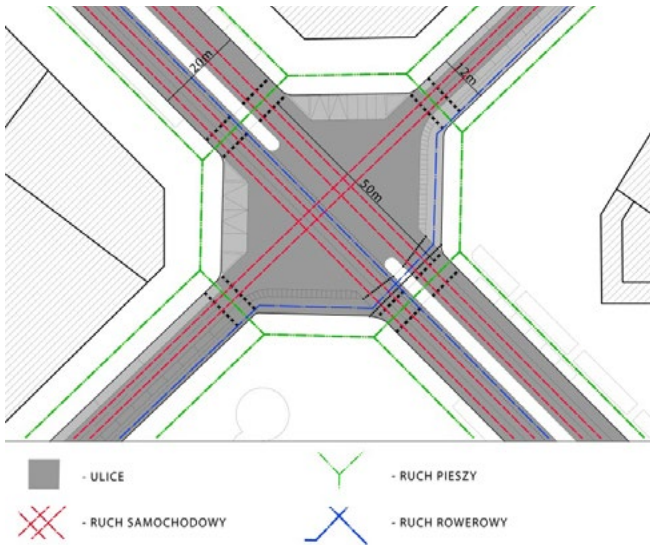 20m
12m
50m
- ULICE
- RUCH PIESZY
- RUCH SAMOCHODOWY
- RUCH ROWEROWY